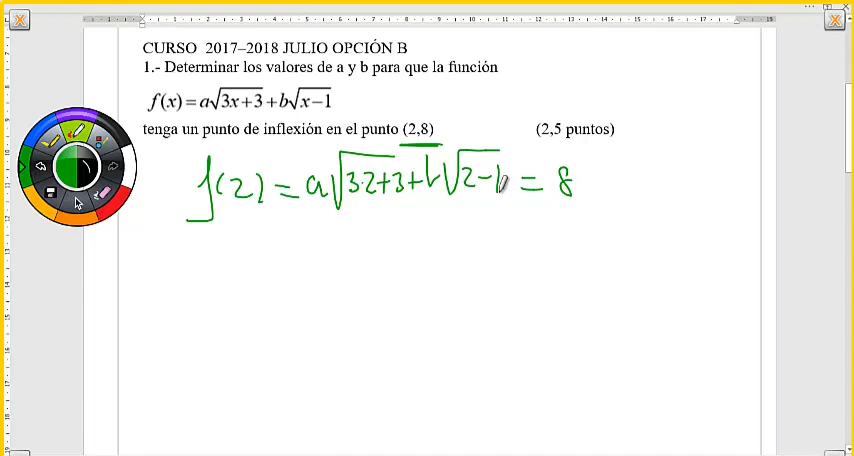 CURSO 2017–2018 JULIO OPCIÓN B
1.- Determinar los valores de a y b para que la función
f(x) = a√3x+3 + b√x−1
tenga un punto de inflexión en el punto (2,8) (2,5 puntos)
f(2) = a√3·2+3 + b√2−1 = 8